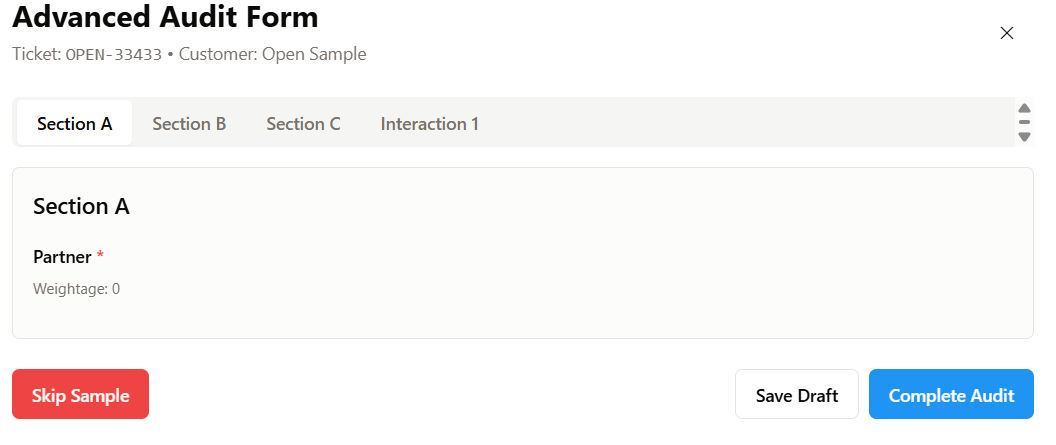 Advanced Audit Form
Ticket: OPEN-33433 • Customer: Open Sample
Section A
Section B
Section C
Interaction 1
Section A
Partner *
Weightage: 0
Skip Sample
Save Draft
Complete Audit